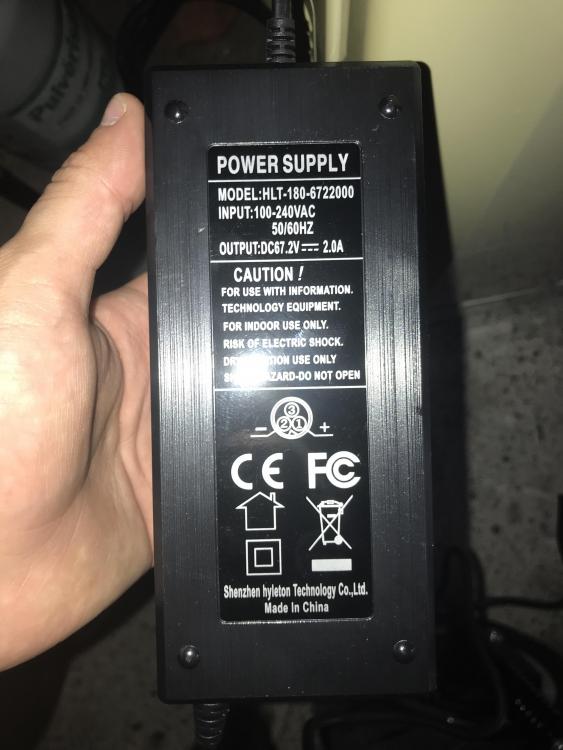 Pulvéri
POWER SUPPLY
MODEL:HLT-180-6722000
INPUT:100-240VAC
50/60HZ
OUTPUT:DC67.2V⎓ 2.0A
CAUTION !
FOR USE WITH INFORMATION.
TECHNOLOGY EQUIPMENT.
FOR INDOOR USE ONLY.
RISK OF ELECTRIC SHOCK.
USE ONLY
DO NOT OPEN
3
− 2 1 +
CE FC
Shenzhen hyleton Technology Co.,Ltd.
Made In China